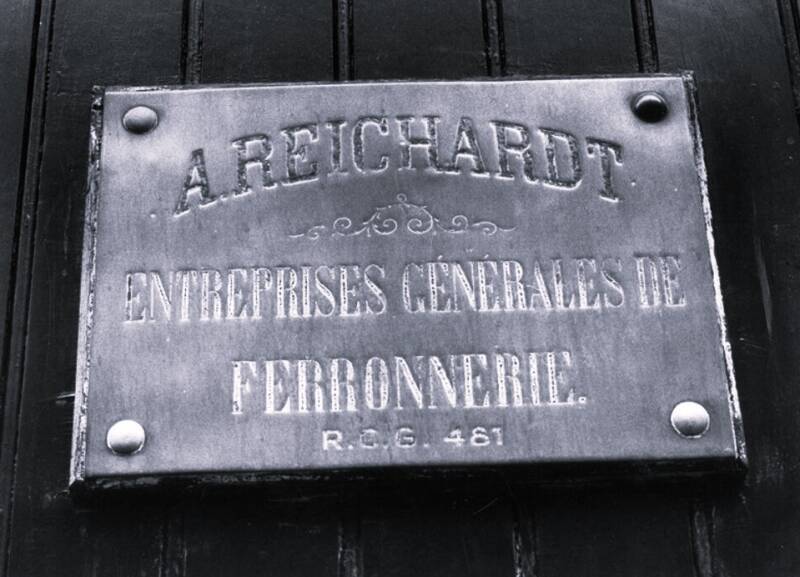 A. REICHARDT
ENTREPRISES GÉNÉRALES DE
FERRONNERIE.
R.C.G. 481